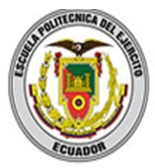 ESCUELA POLITECNICA DEL EJERCITO
ECUADOR